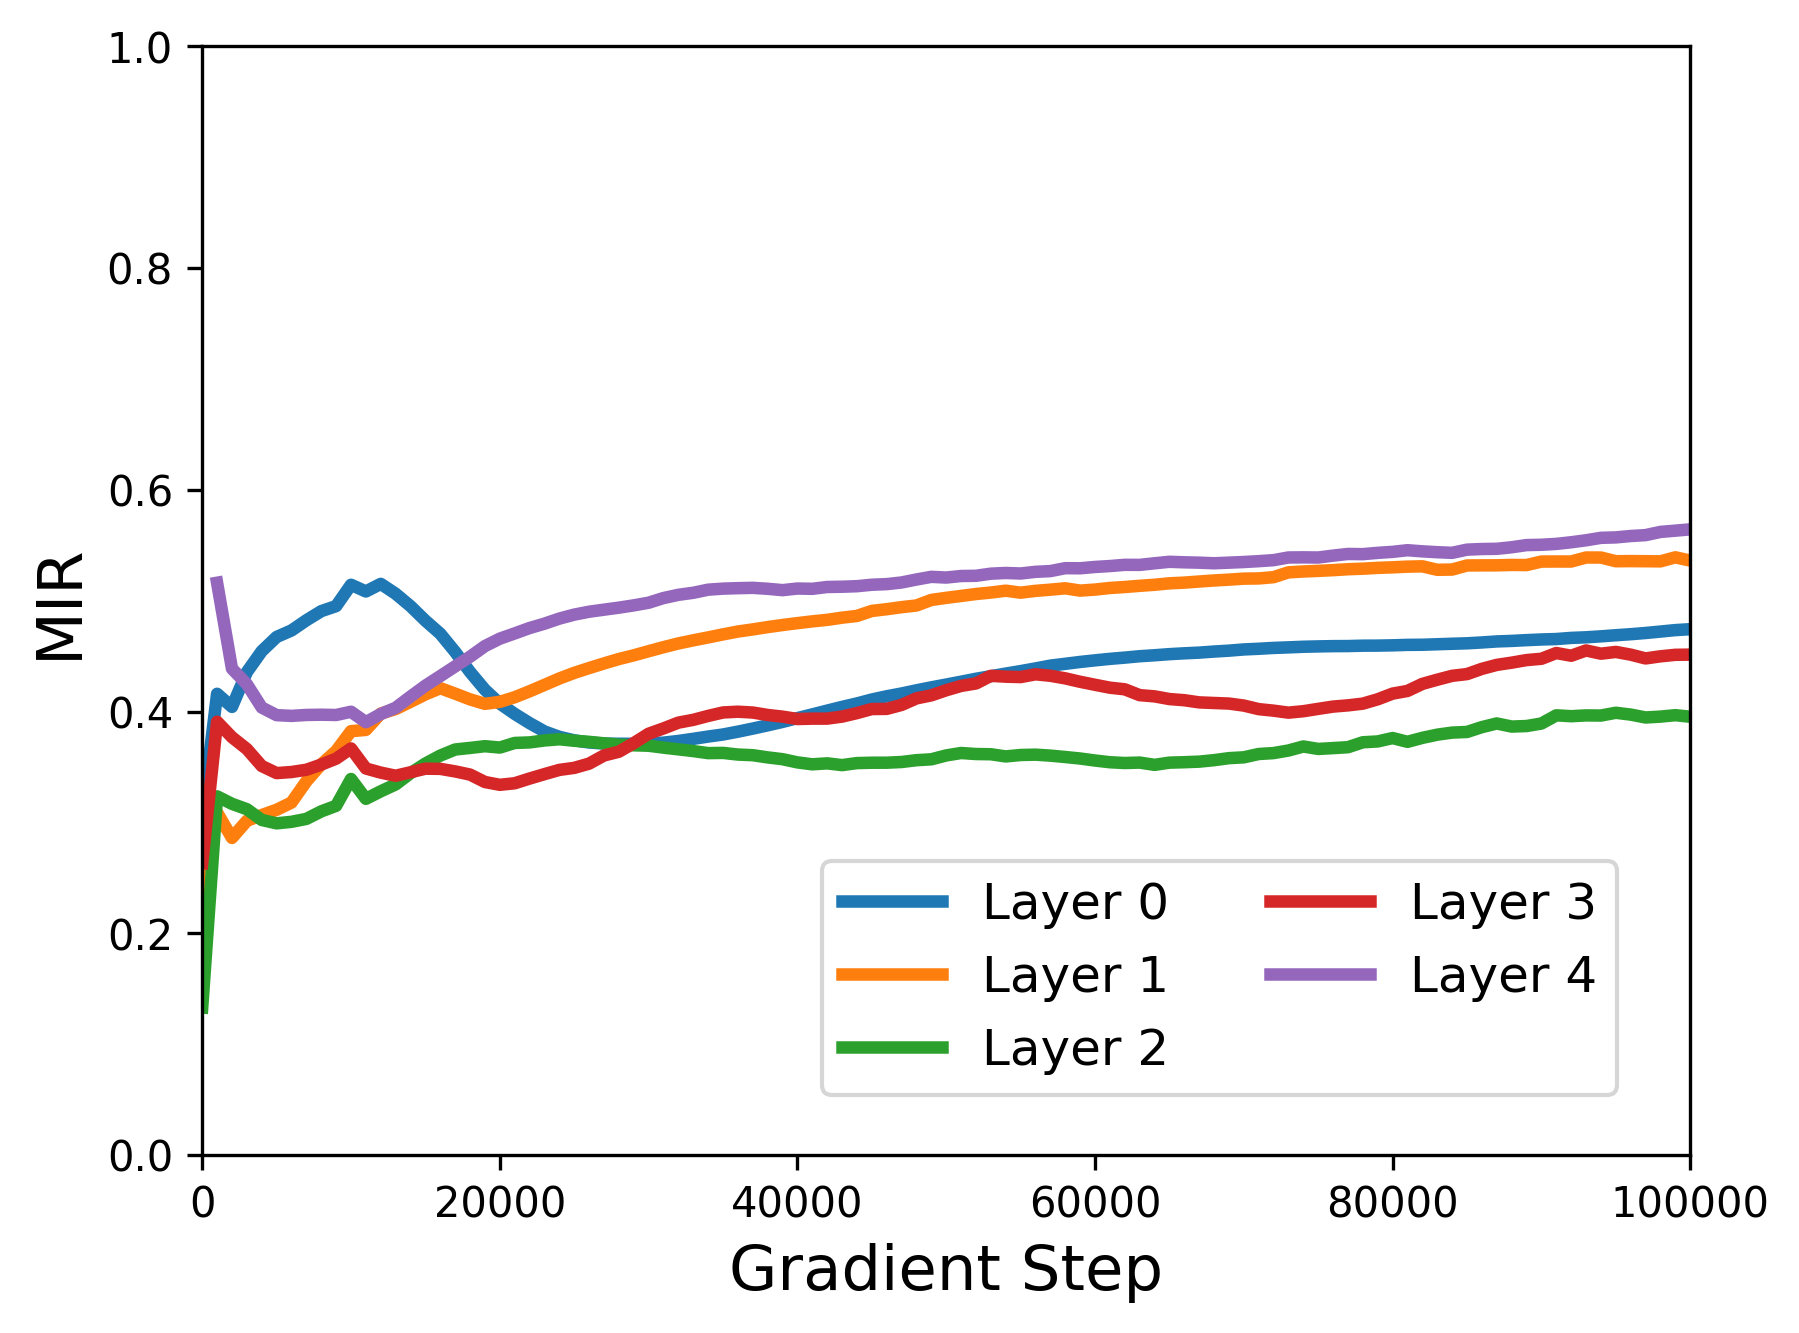 MIR
1.0
0.8
0.6
0.4
0.2
0.0
Layer 0
Layer 1
Layer 2
Layer 3
Layer 4
0 20000 40000 60000 80000 100000
Gradient Step